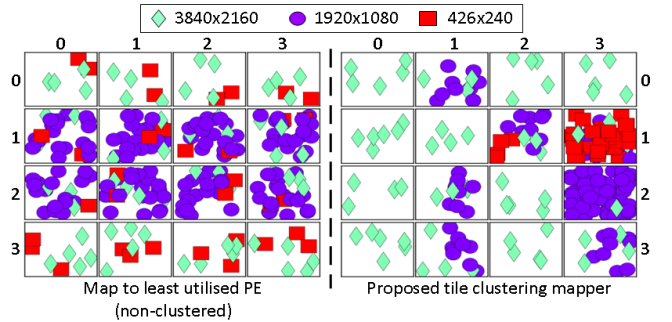 3840x2160 1920x1080 426x240
0 1 2 3 0 1 2 3
0 0
1 1
2 2
3 3
Map to least utilised PE Proposed tile clustering mapper
(non-clustered)